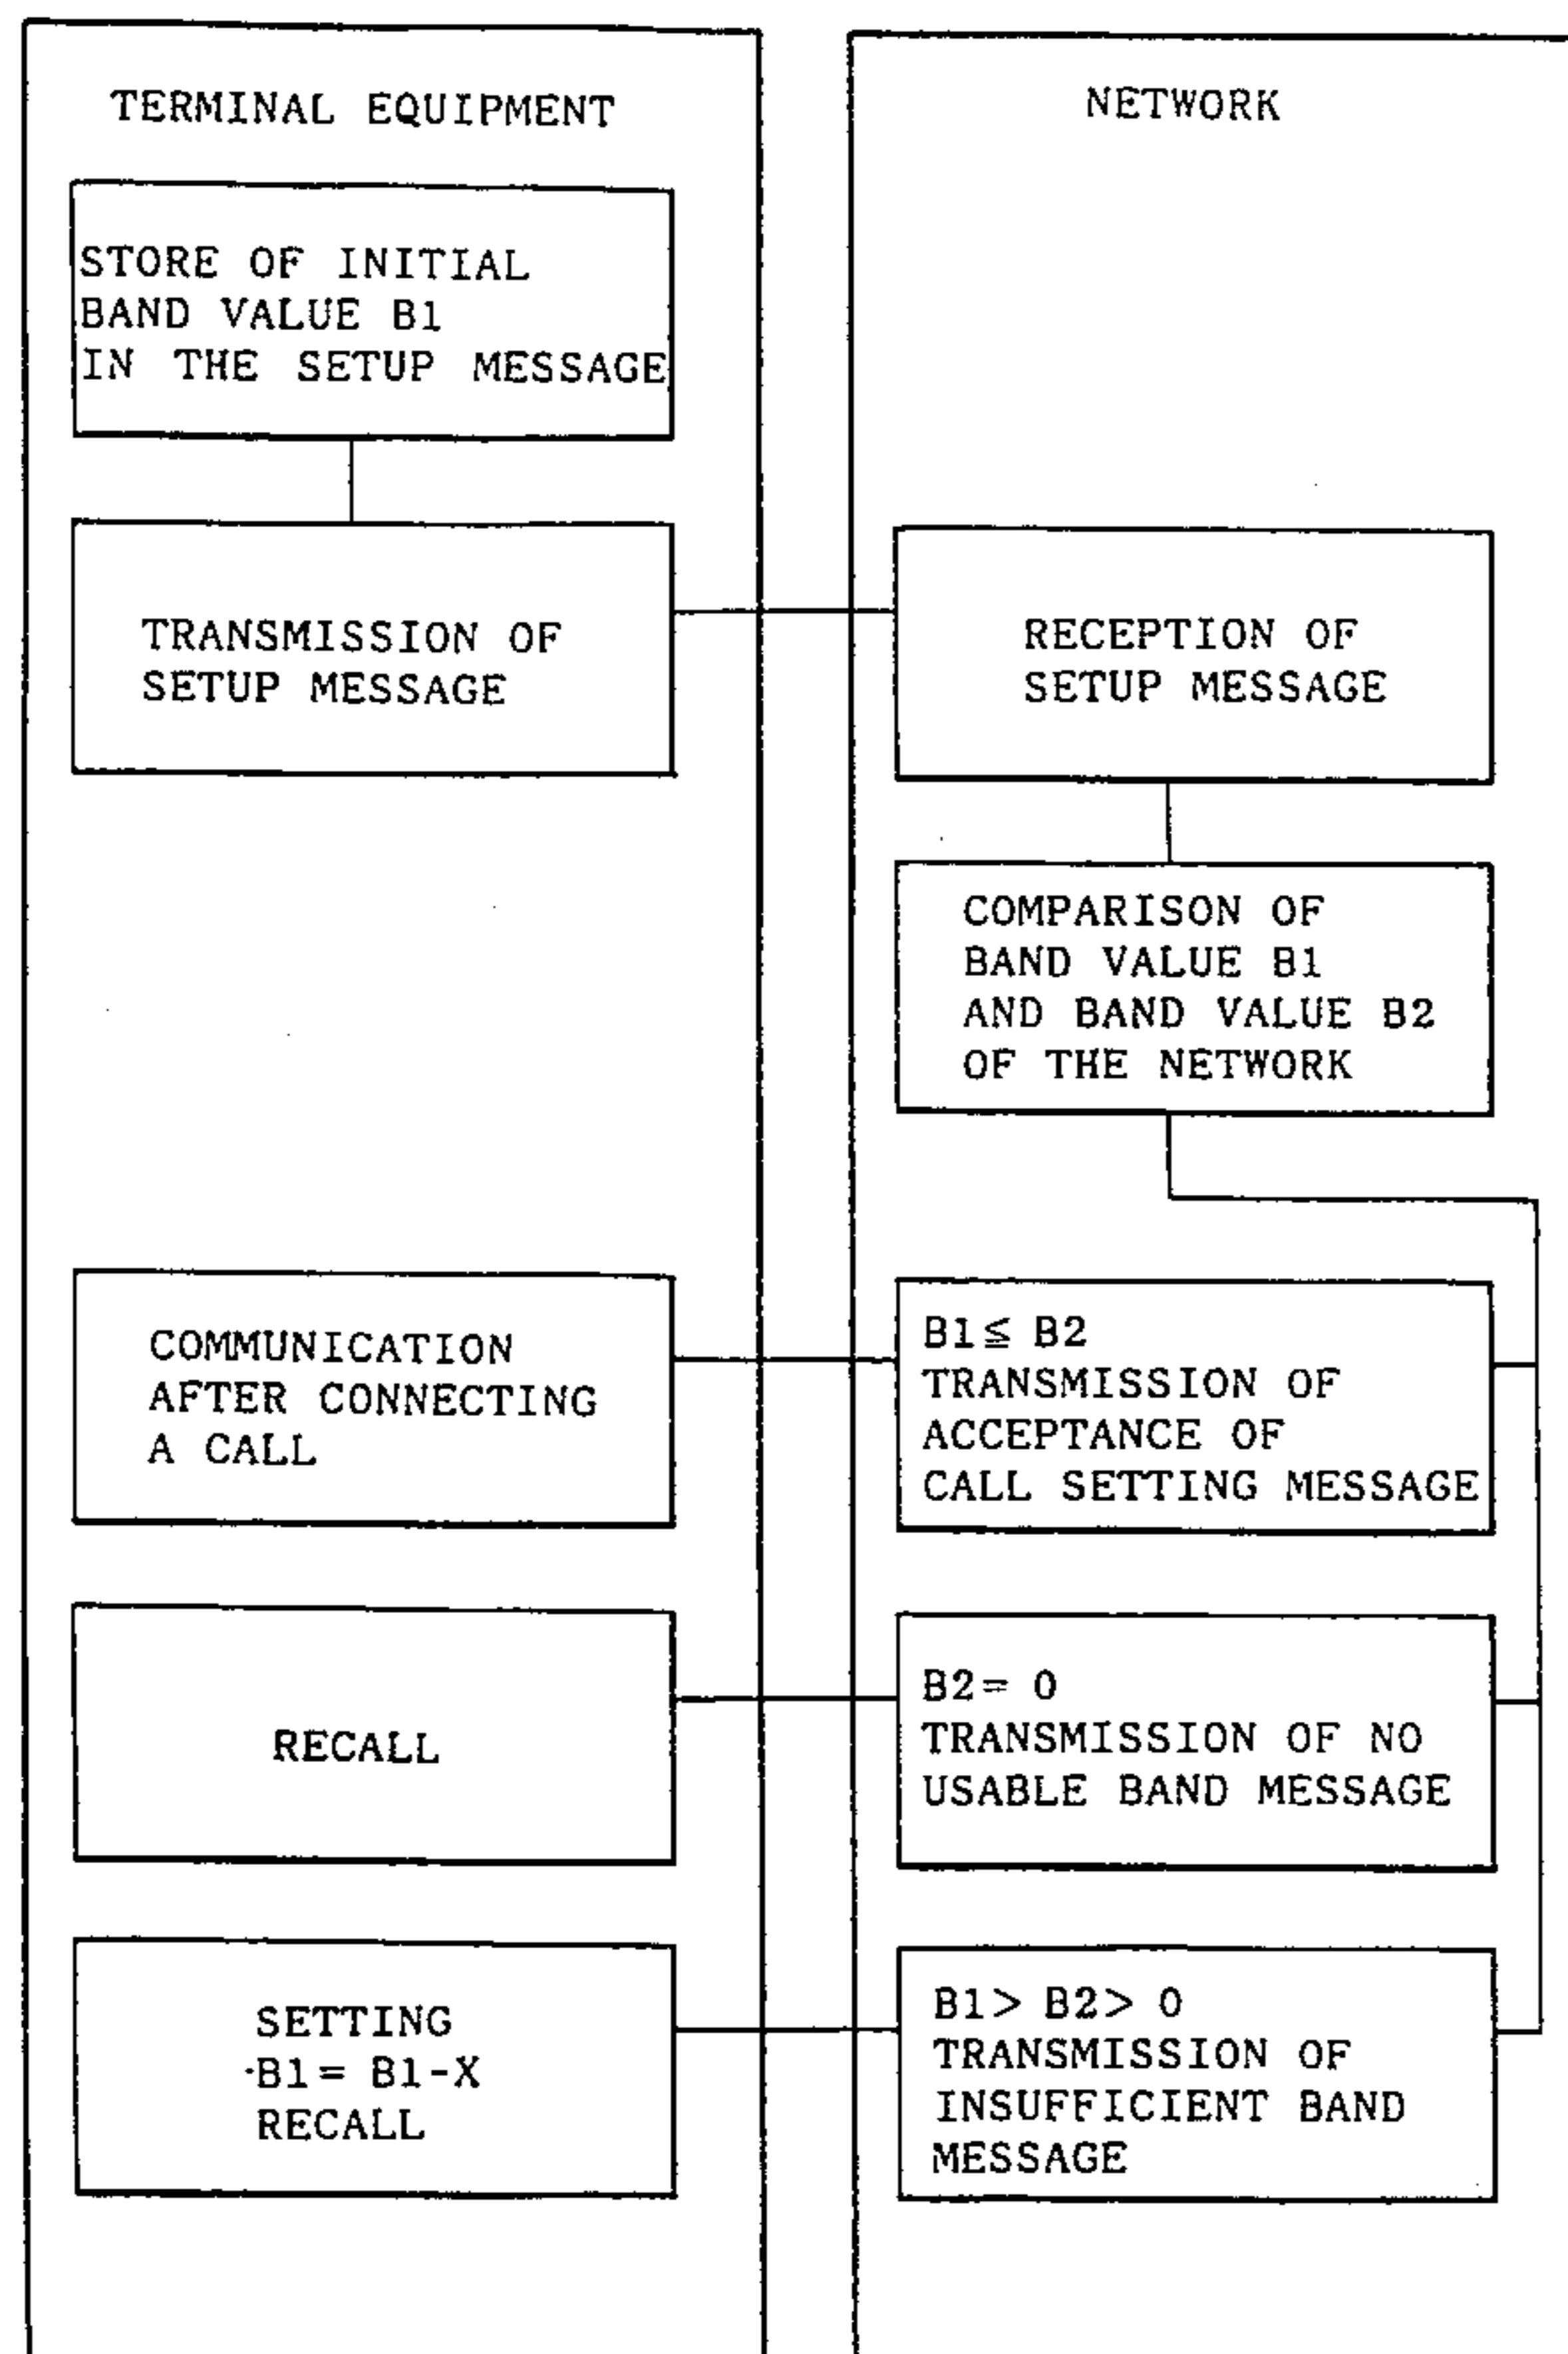 TERMINAL EQUIPMENT
NETWORK
STORE OF INITIAL
BAND VALUE B1
IN THE SETUP MESSAGE
TRANSMISSION OF
SETUP MESSAGE
RECEPTION OF
SETUP MESSAGE
COMPARISON OF
BAND VALUE B1
AND BAND VALUE B2
OF THE NETWORK
COMMUNICATION
AFTER CONNECTING
A CALL
B1≦ B2
TRANSMISSION OF
ACCEPTANCE OF
CALL SETTING MESSAGE
RECALL
B2= 0
TRANSMISSION OF NO
USABLE BAND MESSAGE
SETTING
B1= B1-X
RECALL
B1> B2> 0
TRANSMISSION OF
INSUFFICIENT BAND
MESSAGE